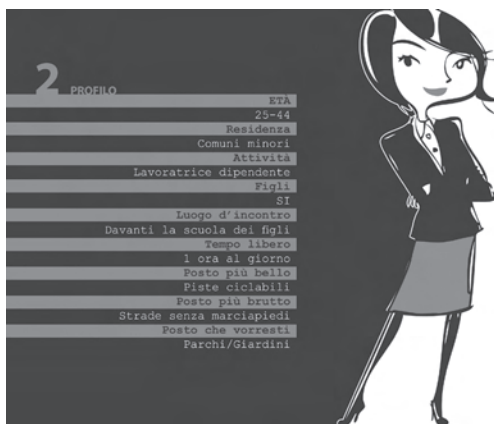 2 PROFILO
ETÀ
25-44
Residenza
Comuni minori
Attività
Lavoratrice dipendente
Figli
SI
Luogo d'incontro
Davanti la scuola dei figli
Tempo libero
1 ora al giorno
Posto più bello
Piste ciclabili
Posto più brutto
Strade senza marciapiedi
Posto che vorresti
Parchi/Giardini